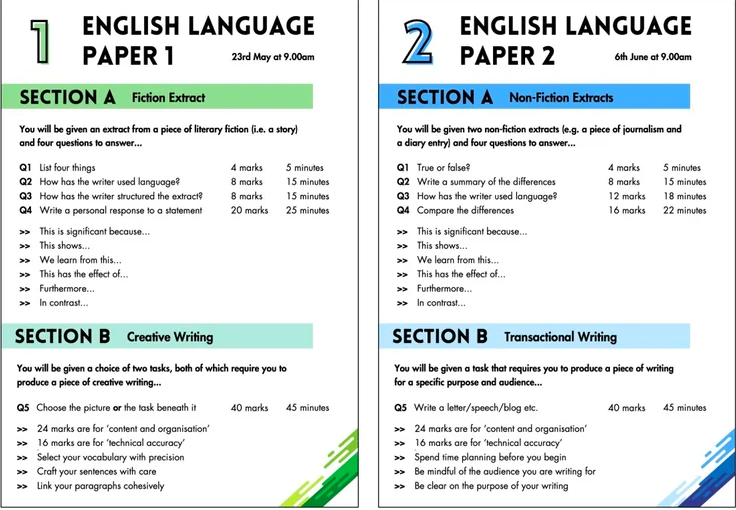 1
ENGLISH LANGUAGE
PAPER 1
23rd May at 9.00am
SECTION A Fiction Extract
You will be given an extract from a piece of literary fiction (i.e. a story)
and four questions to answer...
Q1 List four things 4 marks 5 minutes
Q2 How has the writer used language? 8 marks 15 minutes
Q3 How has the writer structured the extract? 8 marks 15 minutes
Q4 Write a personal response to a statement 20 marks 25 minutes
>> This is significant because...
>> This shows...
>> We learn from this...
>> This has the effect of...
>> Furthermore...
>> In contrast...
SECTION B Creative Writing
You will be given a choice of two tasks, both of which require you to
produce a piece of creative writing...
Q5 Choose the picture or the task beneath it 40 marks 45 minutes
>> 24 marks are for ‘content and organisation’
>> 16 marks are for ‘technical accuracy’
>> Select your vocabulary with precision
>> Craft your sentences with care
>> Link your paragraphs cohesively
2
ENGLISH LANGUAGE
PAPER 2
6th June at 9.00am
SECTION A Non-Fiction Extracts
You will be given two non-fiction extracts (e.g. a piece of journalism and
a diary entry) and four questions to answer...
Q1 True or false? 4 marks 5 minutes
Q2 Write a summary of the differences 8 marks 15 minutes
Q3 How has the writer used language? 12 marks 18 minutes
Q4 Compare the differences 16 marks 22 minutes
>> This is significant because...
>> This shows...
>> We learn from this...
>> This has the effect of...
>> Furthermore...
>> In contrast...
SECTION B Transactional Writing
You will be given a task that requires you to produce a piece of writing
for a specific purpose and audience...
Q5 Write a letter/speech/blog etc. 40 marks 45 minutes
>> 24 marks are for ‘content and organisation’
>> 16 marks are for ‘technical accuracy’
>> Spend time planning before you begin
>> Be mindful of the audience you are writing for
>> Be clear on the purpose of your writing